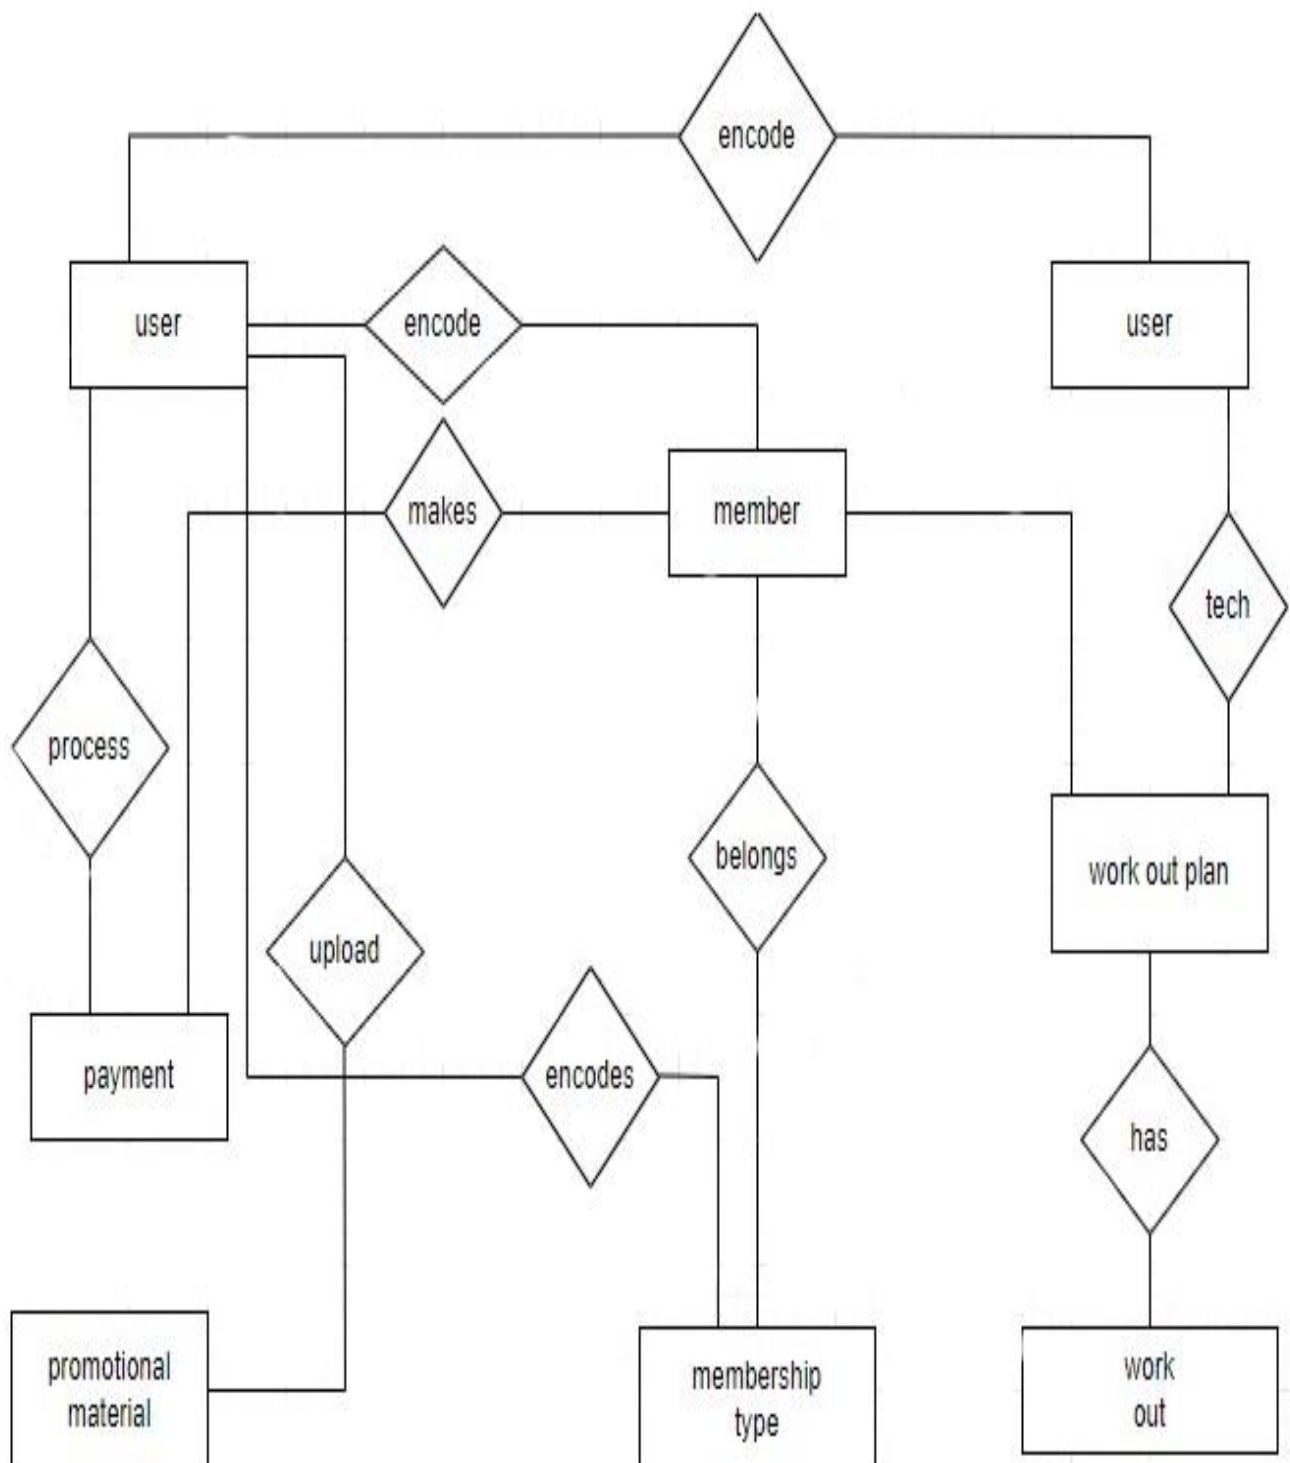 encode
user
encode
user
makes
member
tech
process
belongs
work out plan
upload
payment
encodes
has
promotional
material
membership
type
work
out